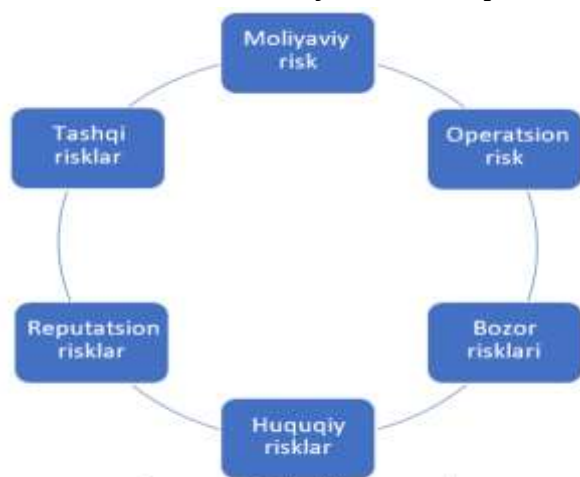 Moliyaviy
risk
Operatsion
risk
Bozor
risklari
Huquqiy
risklar
Reputatsion
risklar
Tashqi
risklar